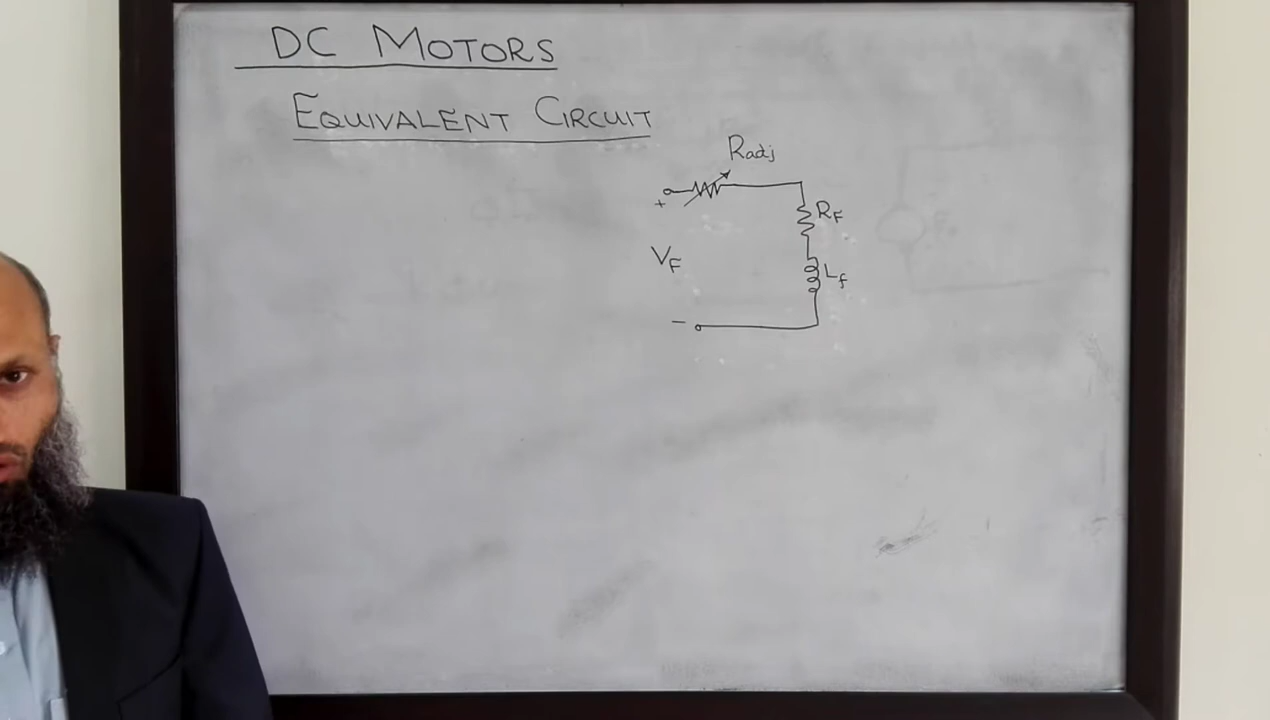 DC MOTORS
EQUIVALENT CIRCUIT
Radj
+
RF
VF
Lf
−